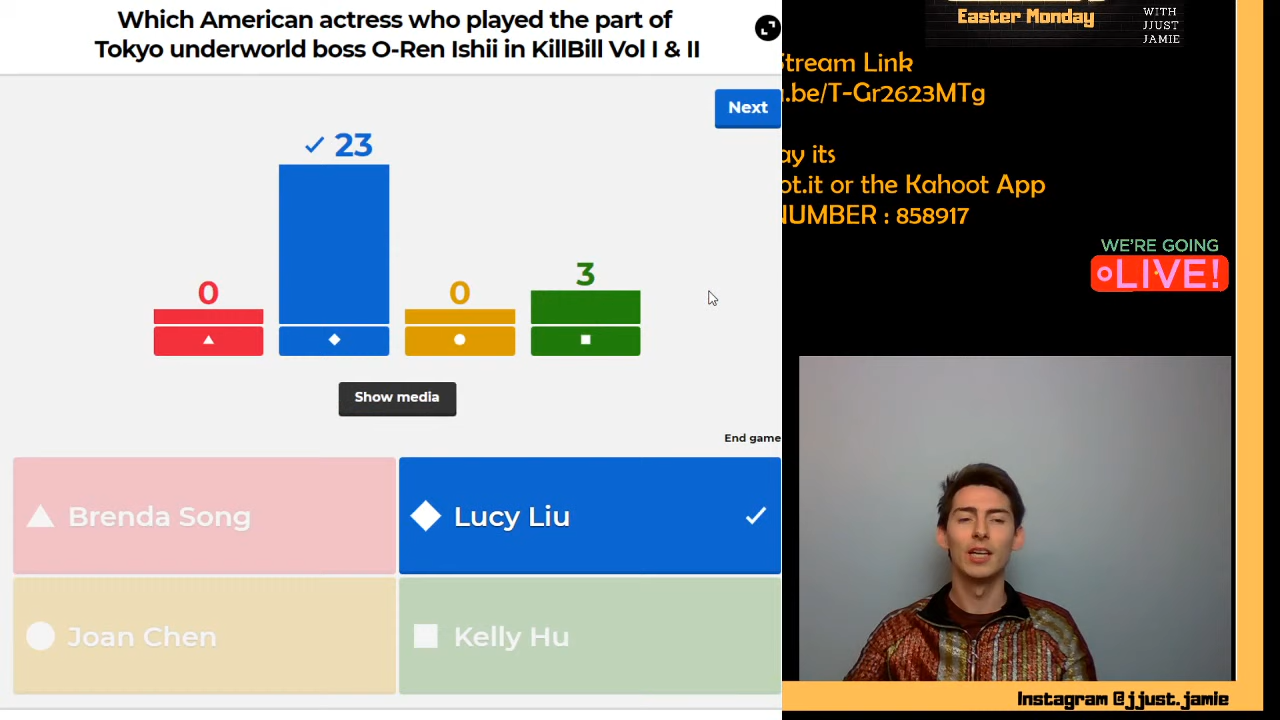 Which American actress who played the part of
Tokyo underworld boss O-Ren Ishii in KillBill Vol I & II
Next
23
0
0
3
Show media
End game
Brenda Song
Lucy Liu
Joan Chen
Kelly Hu
Easter Monday
WITH
JJUST
JAMIE
Stream Link
.be/T-Gr2623MTg
ay its
ot.it or the Kahoot App
NUMBER : 858917
WE'RE GOING
LIVE!
Instagram @jjust.jamie